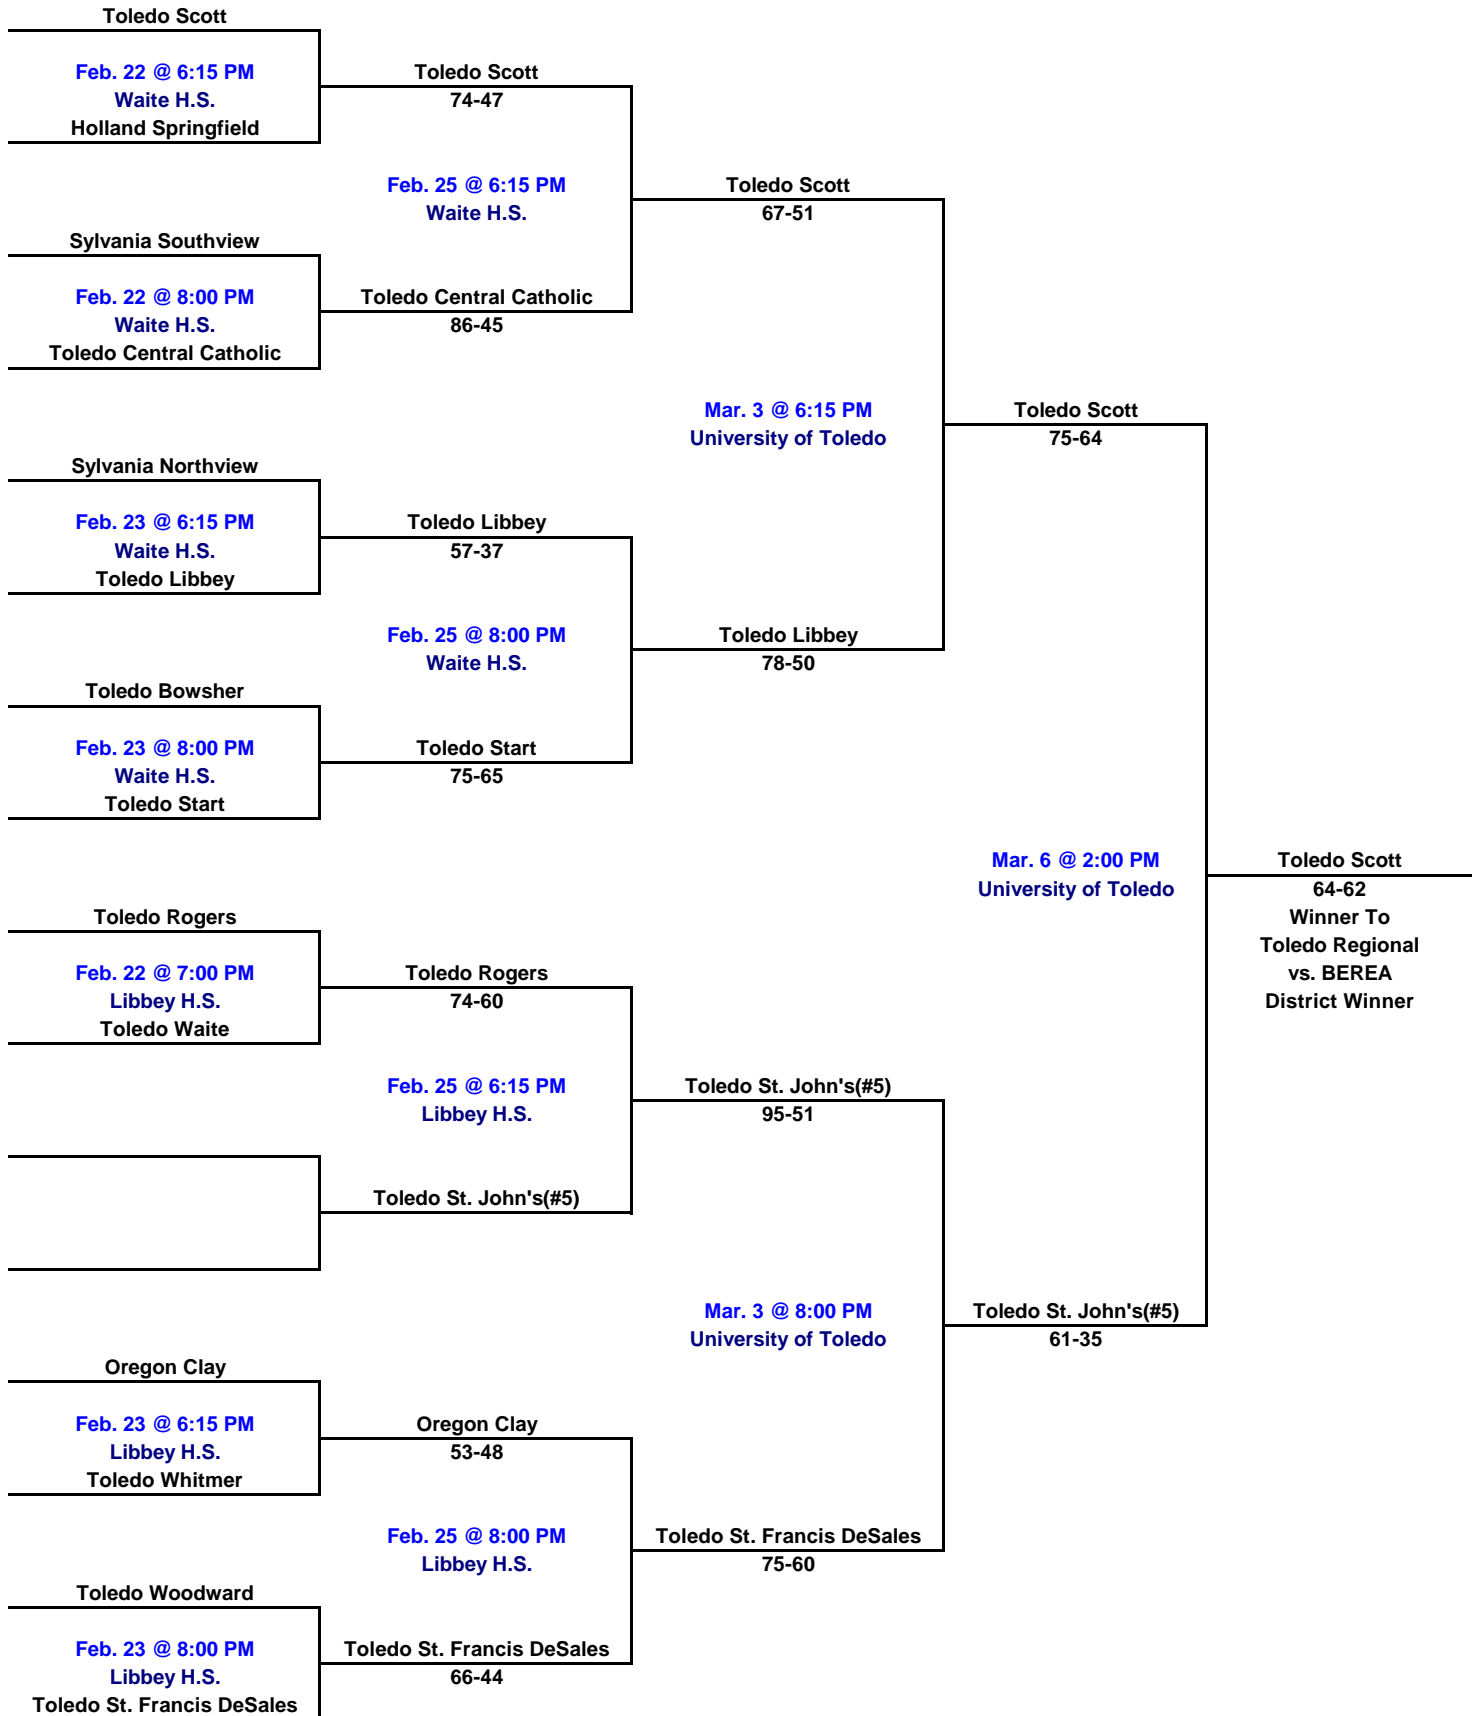 Toledo Scott
Feb. 22 @ 6:15 PM
Waite H.S.
Holland Springfield
Toledo Scott
74-47
Feb. 25 @ 6:15 PM
Waite H.S.
Toledo Scott
67-51
Sylvania Southview
Feb. 22 @ 8:00 PM
Waite H.S.
Toledo Central Catholic
Toledo Central Catholic
86-45
Mar. 3 @ 6:15 PM
University of Toledo
Toledo Scott
75-64
Sylvania Northview
Feb. 23 @ 6:15 PM
Waite H.S.
Toledo Libbey
Toledo Libbey
57-37
Feb. 25 @ 8:00 PM
Waite H.S.
Toledo Libbey
78-50
Toledo Bowsher
Feb. 23 @ 8:00 PM
Waite H.S.
Toledo Start
Toledo Start
75-65
Mar. 6 @ 2:00 PM
University of Toledo
Toledo Scott
64-62
Winner To
Toledo Regional
vs. BEREA
District Winner
Toledo Rogers
Feb. 22 @ 7:00 PM
Libbey H.S.
Toledo Waite
Toledo Rogers
74-60
Feb. 25 @ 6:15 PM
Libbey H.S.
Toledo St. John's(#5)
95-51
Toledo St. John's(#5)
Mar. 3 @ 8:00 PM
University of Toledo
Toledo St. John's(#5)
61-35
Oregon Clay
Feb. 23 @ 6:15 PM
Libbey H.S.
Toledo Whitmer
Oregon Clay
53-48
Feb. 25 @ 8:00 PM
Libbey H.S.
Toledo St. Francis DeSales
75-60
Toledo Woodward
Feb. 23 @ 8:00 PM
Libbey H.S.
Toledo St. Francis DeSales
Toledo St. Francis DeSales
66-44